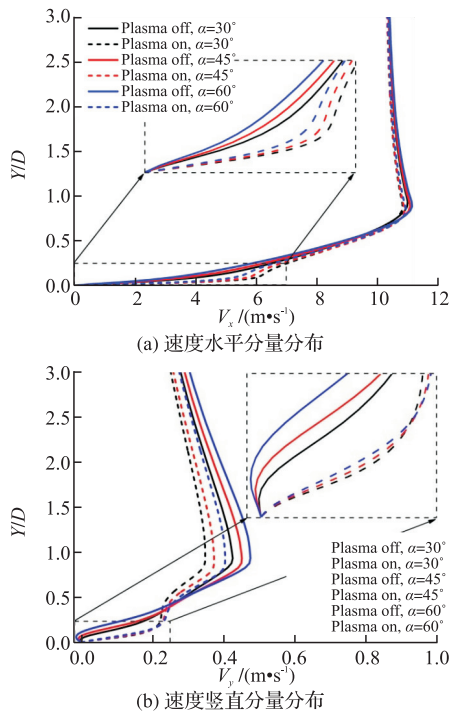 3.0
2.5
2.0
1.5
1.0
0.5
0.0
Y/D
Plasma off, α=30°
Plasma on, α=30°
Plasma off, α=45°
Plasma on, α=45°
Plasma off, α=60°
Plasma on, α=60°
0 2 4 6 8 10 12
Vx /(m•s⁻¹)
(a) 速度水平分量分布
3.0
2.5
2.0
1.5
1.0
0.5
0.0
Y/D
Plasma off, α=30°
Plasma on, α=30°
Plasma off, α=45°
Plasma on, α=45°
Plasma off, α=60°
Plasma on, α=60°
-0.0 0.2 0.4 0.6 0.8 1.0
Vy /(m•s⁻¹)
(b) 速度竖直分量分布